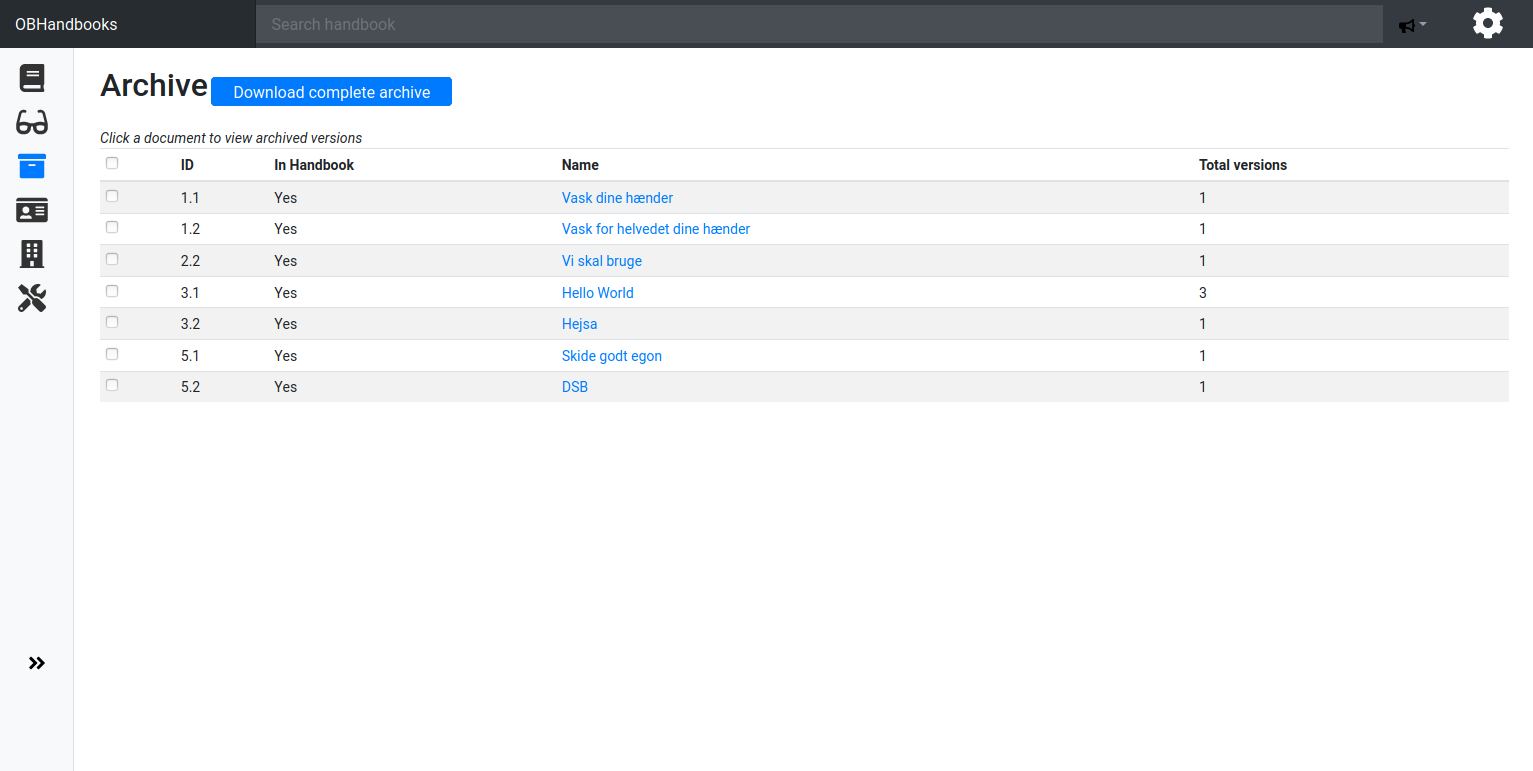 OBHandbooks Search handbook
Archive Download complete archive
Click a document to view archived versions
ID In Handbook Name Total versions
1.1 Yes Vask dine hænder 1
1.2 Yes Vask for helvedet dine hænder 1
2.2 Yes Vi skal bruge 1
3.1 Yes Hello World 3
3.2 Yes Hejsa 1
5.1 Yes Skide godt egon 1
5.2 Yes DSB 1